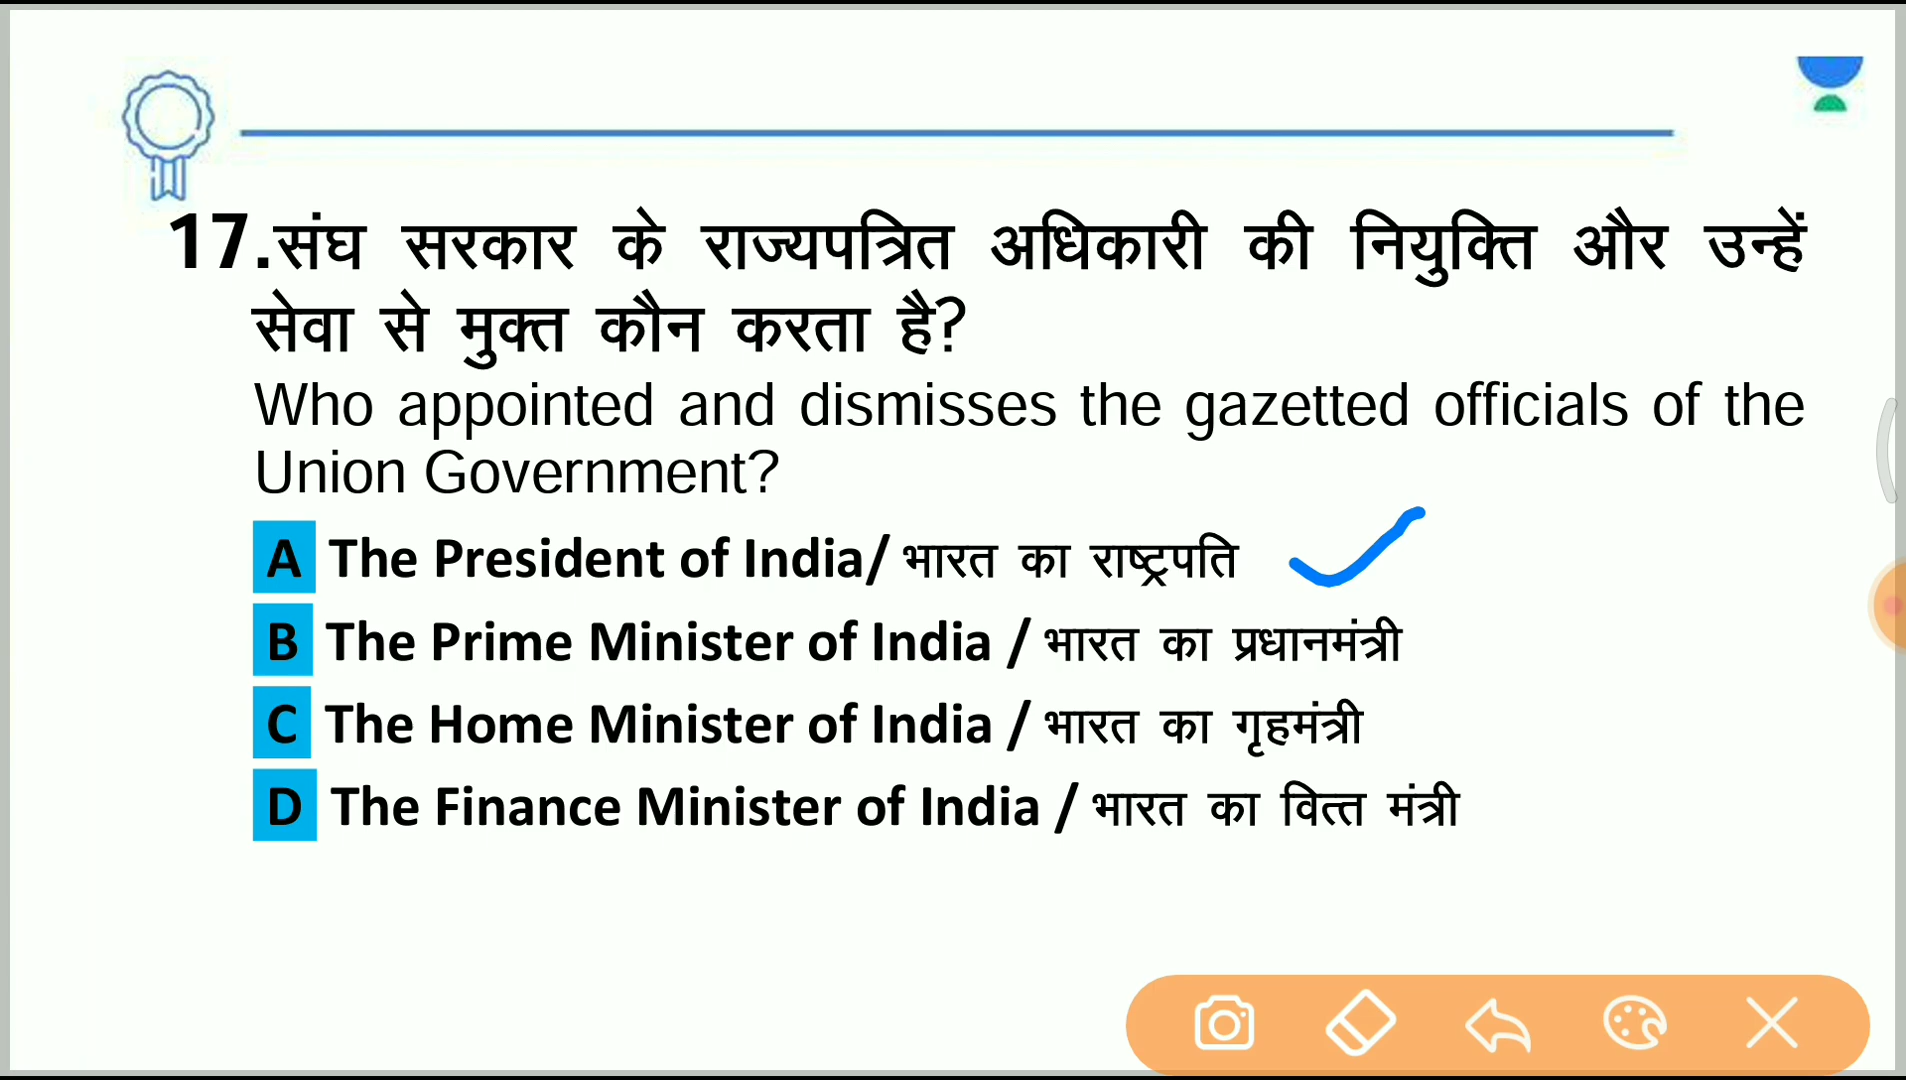 17.संघ सरकार के राज्यपत्रित अधिकारी की नियुक्ति और उन्हें
सेवा से मुक्त कौन करता है?
Who appointed and dismisses the gazetted officials of the
Union Government?
A The President of India/ भारत का राष्ट्रपति
B The Prime Minister of India / भारत का प्रधानमंत्री
C The Home Minister of India / भारत का गृहमंत्री
D The Finance Minister of India / भारत का वित्त मंत्री